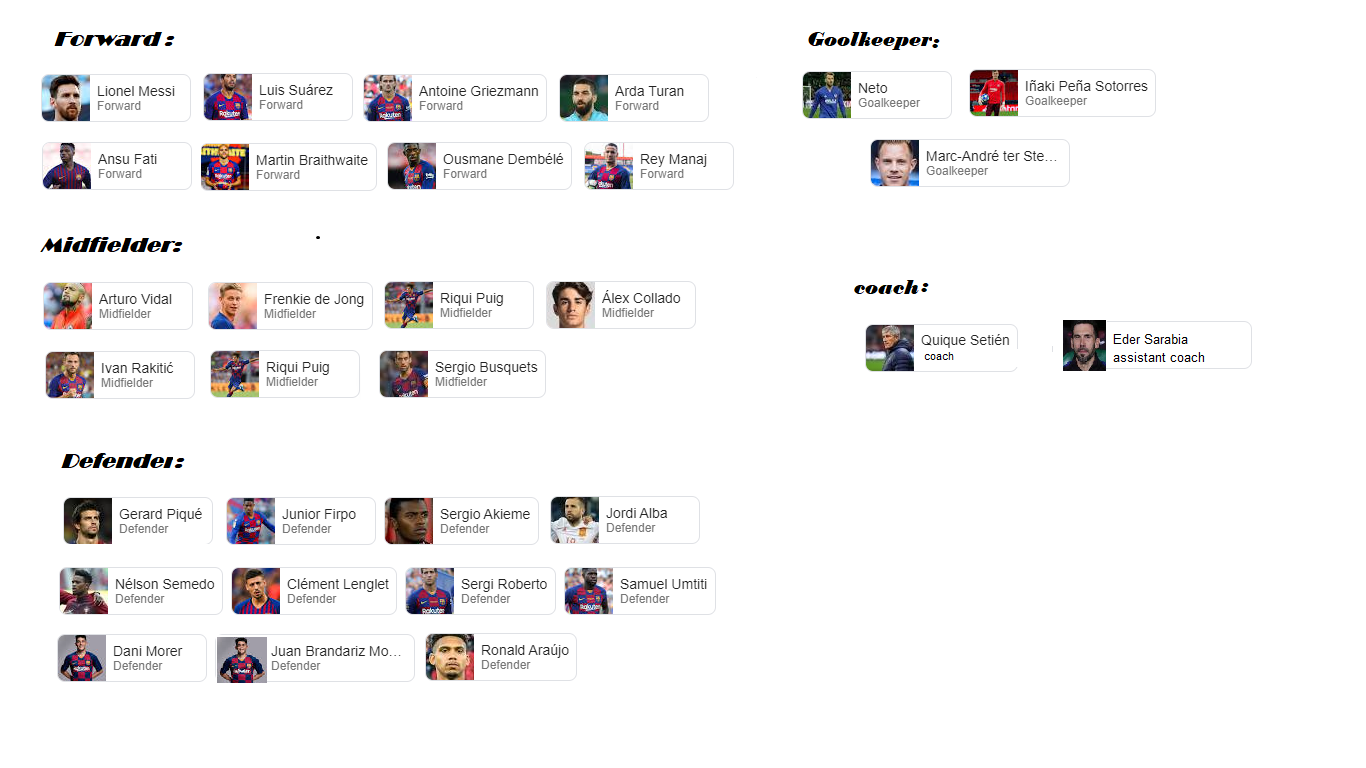 Forward :
Lionel Messi
Forward
Luis Suárez
Forward
Antoine Griezmann
Forward
Arda Turan
Forward
Ansu Fati
Forward
Martin Braithwaite
Forward
Ousmane Dembélé
Forward
Rey Manaj
Forward
Midfielder:
Arturo Vidal
Midfielder
Frenkie de Jong
Midfielder
Riqui Puig
Midfielder
Álex Collado
Midfielder
Ivan Rakitić
Midfielder
Riqui Puig
Midfielder
Sergio Busquets
Midfielder
Defender:
Gerard Piqué
Defender
Junior Firpo
Defender
Sergio Akieme
Defender
Jordi Alba
Defender
Nélson Semedo
Defender
Clément Lenglet
Defender
Sergi Roberto
Defender
Samuel Umtiti
Defender
Dani Morer
Defender
Juan Brandariz Mo...
Defender
Ronald Araújo
Defender
Goolkeeper:
Neto
Goalkeeper
Iñaki Peña Sotorres
Goalkeeper
Marc-André ter Ste...
Goalkeeper
coach:
Quique Setién
coach
Eder Sarabia
assistant coach